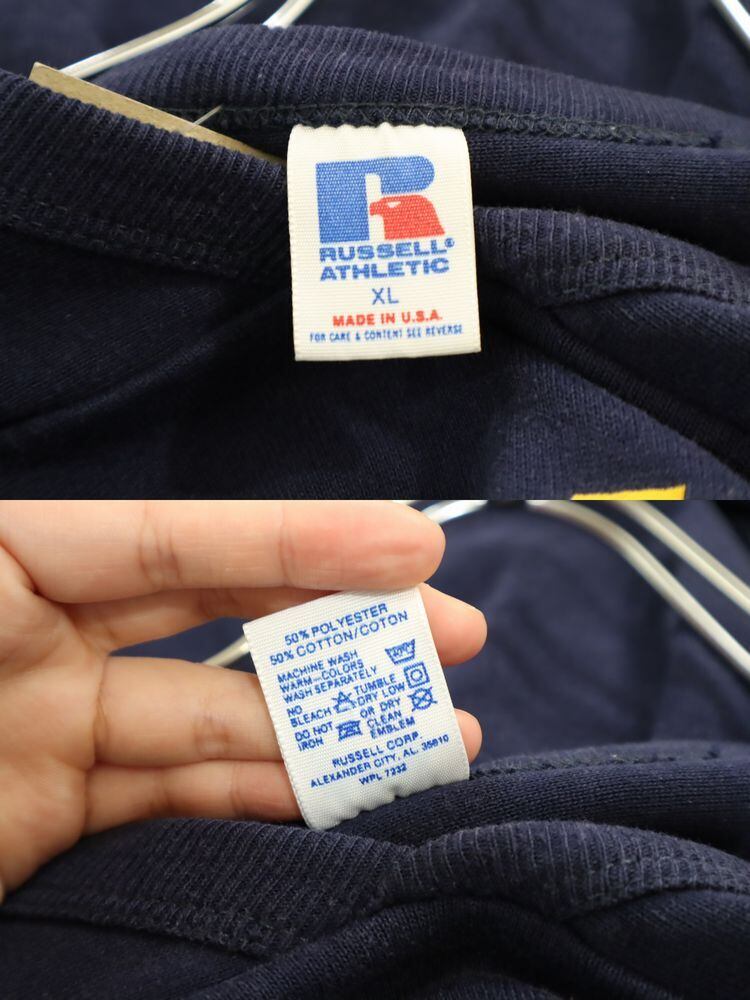 R
RUSSELL®
ATHLETIC
XL
MADE IN U.S.A.
FOR CARE & CONTENT SEE REVERSE
50% POLYESTER
50% COTTON/COTON
MACHINE WASH
WARM-COLORS
WASH SEPARATELY
NO TUMBLE
BLEACH DRY LOW
DO NOT OR DRY
IRON CLEAN
EMBLEM
RUSSELL CORP.
ALEXANDER CITY, AL. 35010
WPL 7232